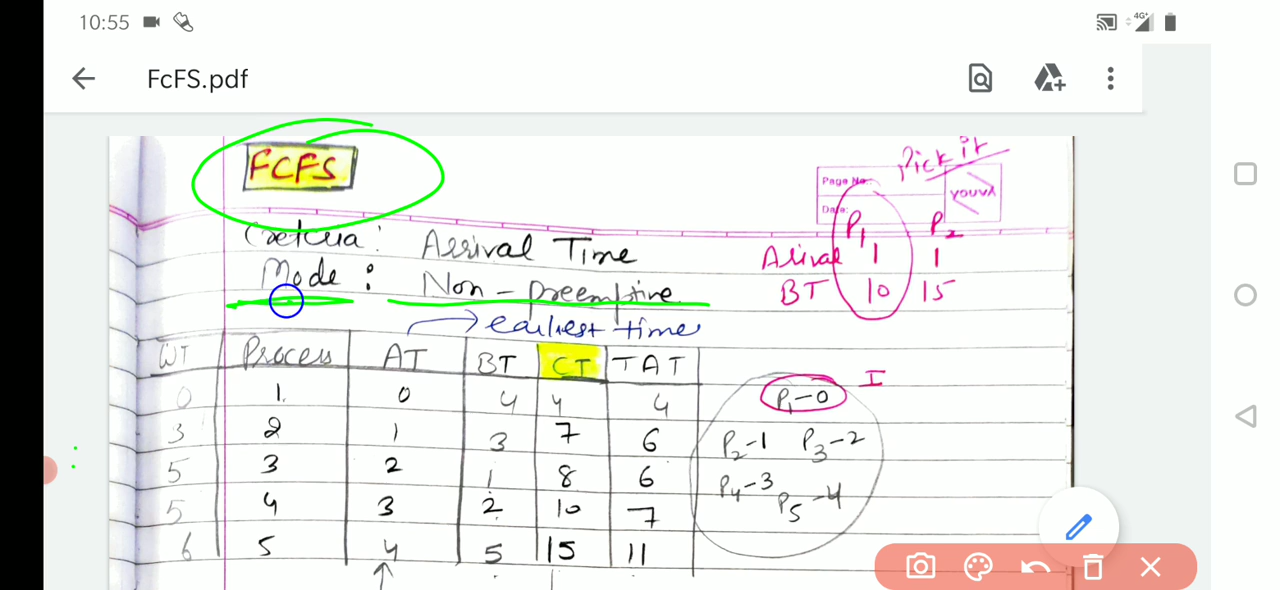 10:55
4G+
FcFS.pdf
FCFS
Pick it
Page No.
Date:
YOUVA
P1 P2
Cretcua : Arrival Time
Arival 1 1
Mode : Non - preemptive
BT 10 15
earliest time
WT Process AT BT CT TAT
0 1. 0 4 4 4
3 2 1 3 7 6
5 3 2 1 8 6
5 4 3 2 10 7
6 5 4 5 15 11
P1-0 I
P2-1 P3-2
P4-3 P5-4